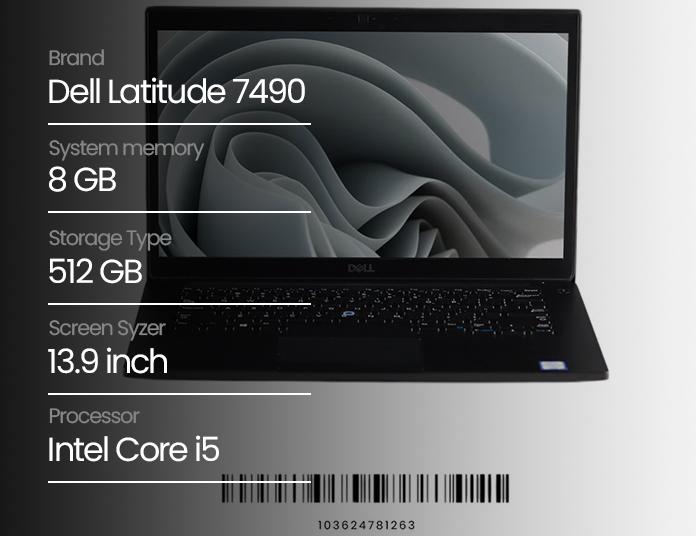 Brand
Dell Latitude 7490
System memory
8 GB
Storage Type
512 GB
Screen Syzer
13.9 inch
Processor
Intel Core i5
DELL
103624781263